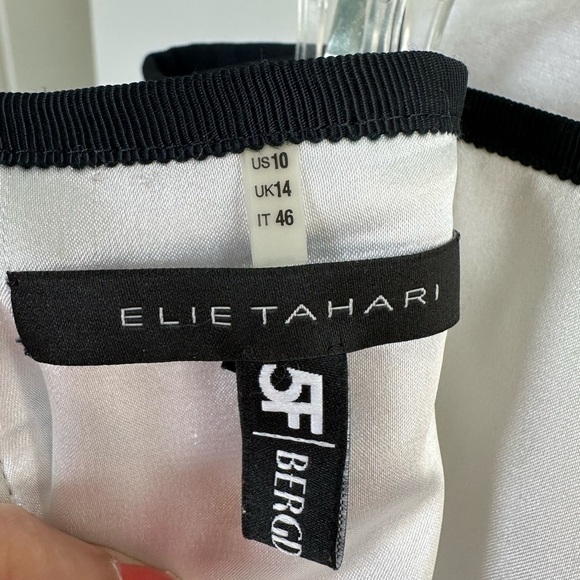 US10
UK14
IT 46
ELIE TAHARI
5F | BERGD